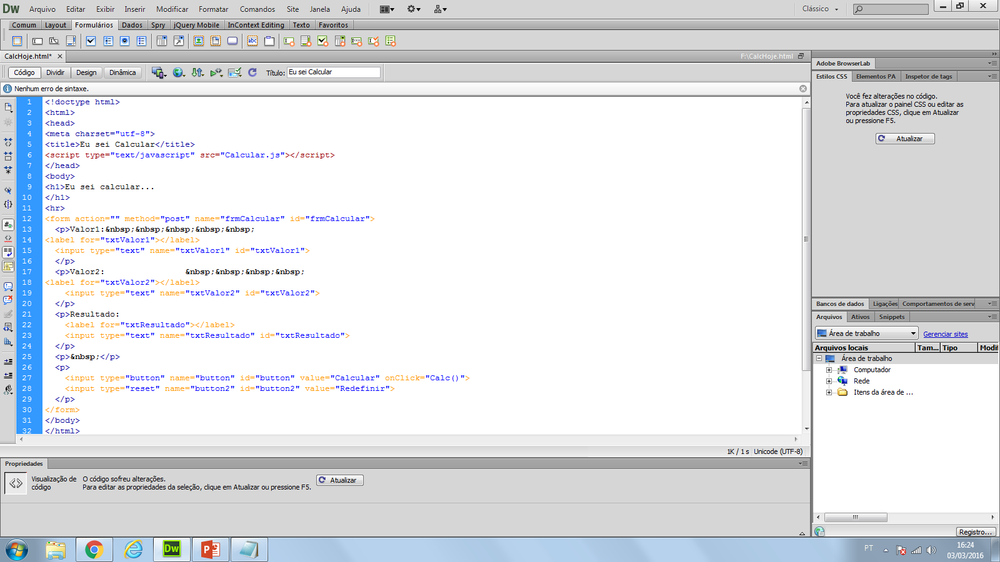 Dw Arquivo Editar Exibir Inserir Modificar Formatar Comandos Site Janela Ajuda Clássico
Comum Layout Formulários Dados Spry jQuery Mobile InContext Editing Texto Favoritos
CalcHoje.html* F:\CalcHoje.html
Código Dividir Design Dinâmica Título: Eu sei Calcular
Nenhum erro de sintaxe.
1 <!doctype html>
2 <html>
3 <head>
4 <meta charset="utf-8">
5 <title>Eu sei Calcular</title>
6 <script type="text/javascript" src="Calcular.js"></script>
7 </head>
8 <body>
9 <h1>Eu sei calcular...
10 </h1>
11 <hr>
12 <form action="" method="post" name="frmCalcular" id="frmCalcular">
13   <p>Valor1:&nbsp;&nbsp;&nbsp;&nbsp;&nbsp;
14 <label for="txtValor1"></label>
15   <input type="text" name="txtValor1" id="txtValor1">
16   </p>
17   <p>Valor2:                &nbsp;&nbsp;&nbsp;&nbsp;
18 <label for="txtValor2"></label>
19     <input type="text" name="txtValor2" id="txtValor2">
20   </p>
21   <p>Resultado:
22     <label for="txtResultado"></label>
23     <input type="text" name="txtResultado" id="txtResultado">
24   </p>
25   <p>&nbsp;</p>
26   <p>
27     <input type="button" name="button" id="button" value="Calcular" onClick="Calc()">
28     <input type="reset" name="button2" id="button2" value="Redefinir">
29   </p>
30 </form>
31 </body>
32 </html>
1K / 1 s Unicode (UTF-8)
Propriedades
Visualização de código
O código sofreu alterações.
Para editar as propriedades da seleção, clique em Atualizar ou pressione F5.
Atualizar
Adobe BrowserLab
Estilos CSS Elementos PA Inspetor de tags
Você fez alterações no código.
Para atualizar o painel CSS ou editar as
propriedades CSS, clique em Atualizar
ou pressione F5.
Atualizar
Bancos de dados Ligações Comportamentos de serv
Arquivos Ativos Snippets
Área de trabalho Gerenciar sites
Arquivos locais Tam... Tipo Modif
Área de trabalho
Computador
Rede
Itens da área de ...
Registro...
Dw
PT
16:24
03/03/2016